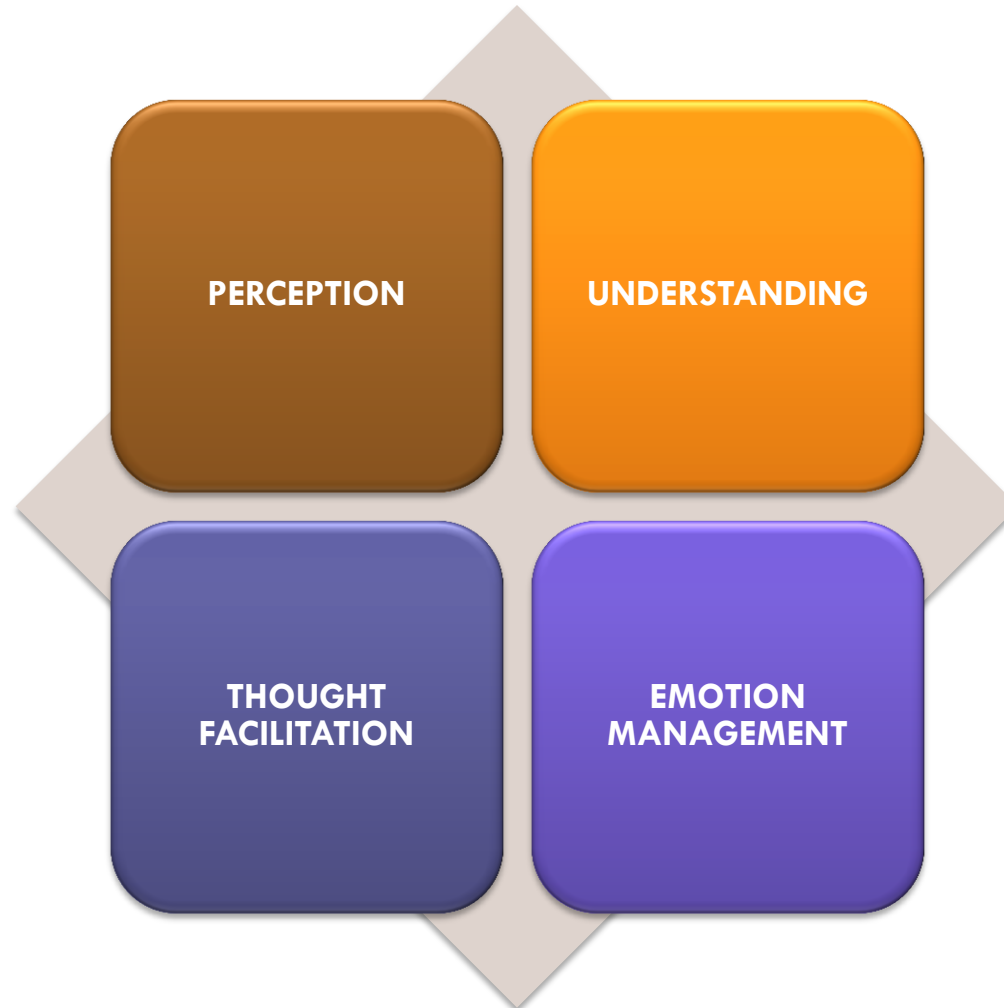 PERCEPTION
UNDERSTANDING
THOUGHT
FACILITATION
EMOTION
MANAGEMENT